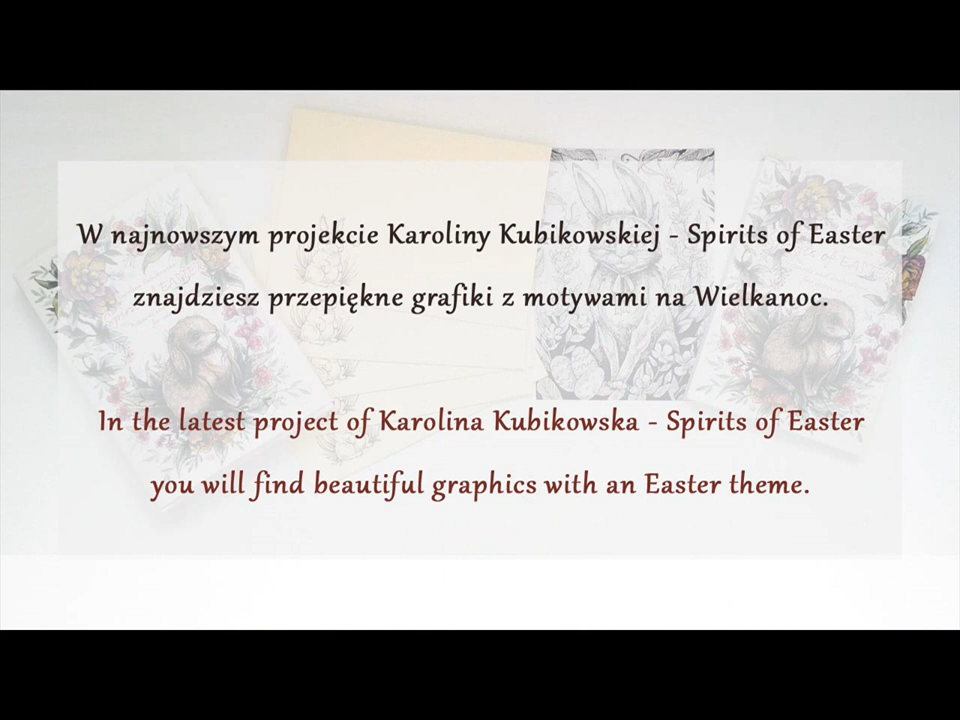 W najnowszym projekcie Karoliny Kubikowskiej - Spirits of Easter
znajdziesz przepiękne grafiki z motywami na Wielkanoc.
In the latest project of Karolina Kubikowska - Spirits of Easter
you will find beautiful graphics with an Easter theme.